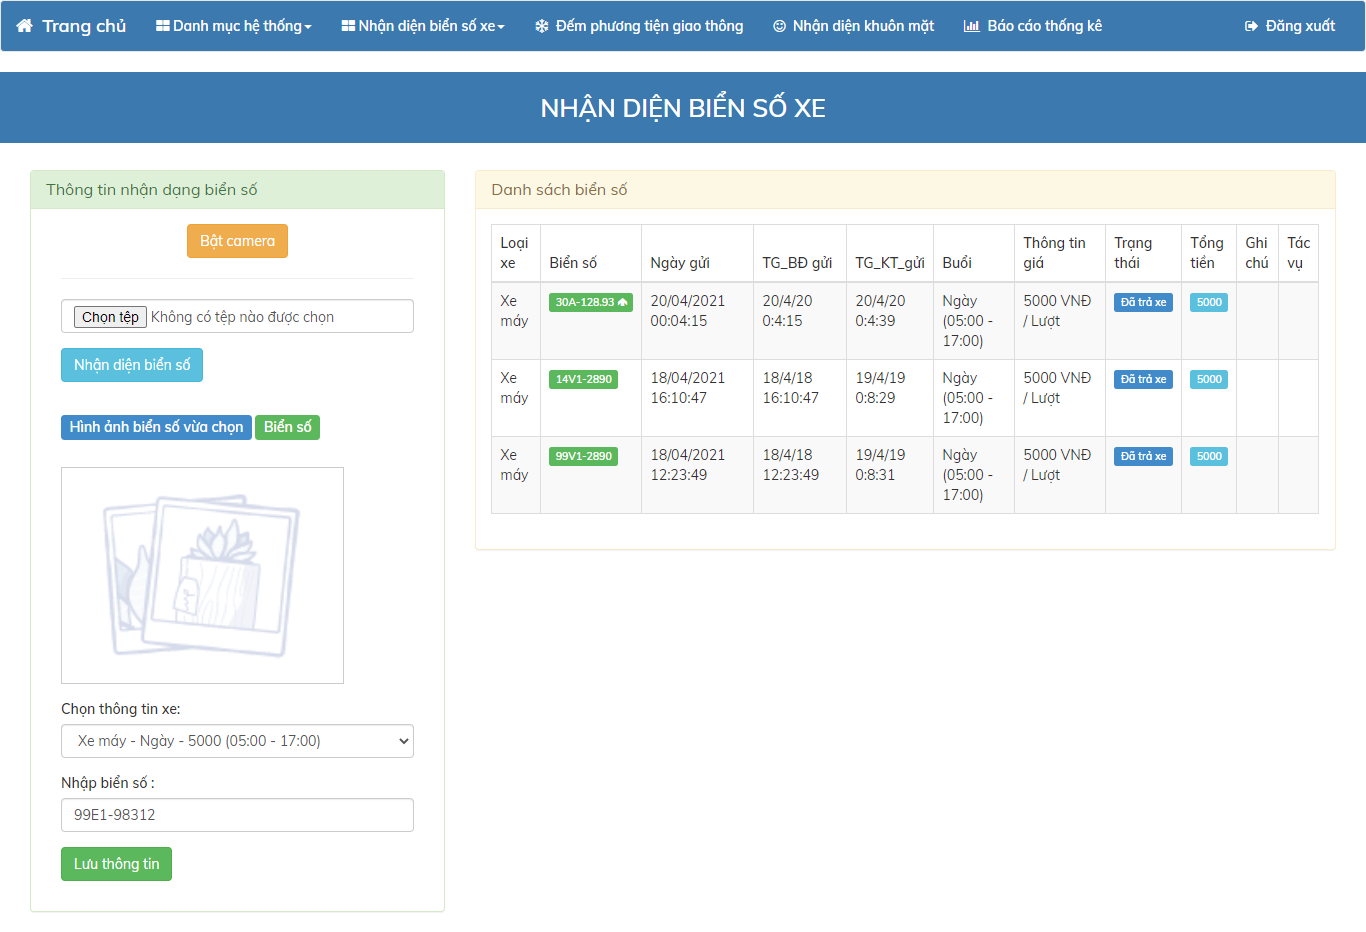 Trang chủ Danh mục hệ thống Nhận diện biển số xe Đếm phương tiện giao thông Nhận diện khuôn mặt Báo cáo thống kê Đăng xuất
NHẬN DIỆN BIỂN SỐ XE
Thông tin nhận dạng biển số
Bật camera
Chọn tệp Không có tệp nào được chọn
Nhận diện biển số
Hình ảnh biển số vừa chọn Biển số
Chọn thông tin xe:
Xe máy - Ngày - 5000 (05:00 - 17:00)
Nhập biển số :
99E1-98312
Lưu thông tin
Danh sách biển số
Loại Thông tin Trạng Tổng Ghi Tác
xe Biển số Ngày gửi TG_BĐ gửi TG_KT_gửi Buổi giá thái tiền chú vụ
Xe 30A-128.93 20/04/2021 20/4/20 20/4/20 Ngày 5000 VNĐ Đã trả xe 5000
máy 00:04:15 0:4:15 0:4:39 (05:00 - / Lượt
17:00)
Xe 14V1-2890 18/04/2021 18/4/18 19/4/19 Ngày 5000 VNĐ Đã trả xe 5000
máy 16:10:47 16:10:47 0:8:29 (05:00 - / Lượt
17:00)
Xe 99V1-2890 18/04/2021 18/4/18 19/4/19 Ngày 5000 VNĐ Đã trả xe 5000
máy 12:23:49 12:23:49 0:8:31 (05:00 - / Lượt
17:00)